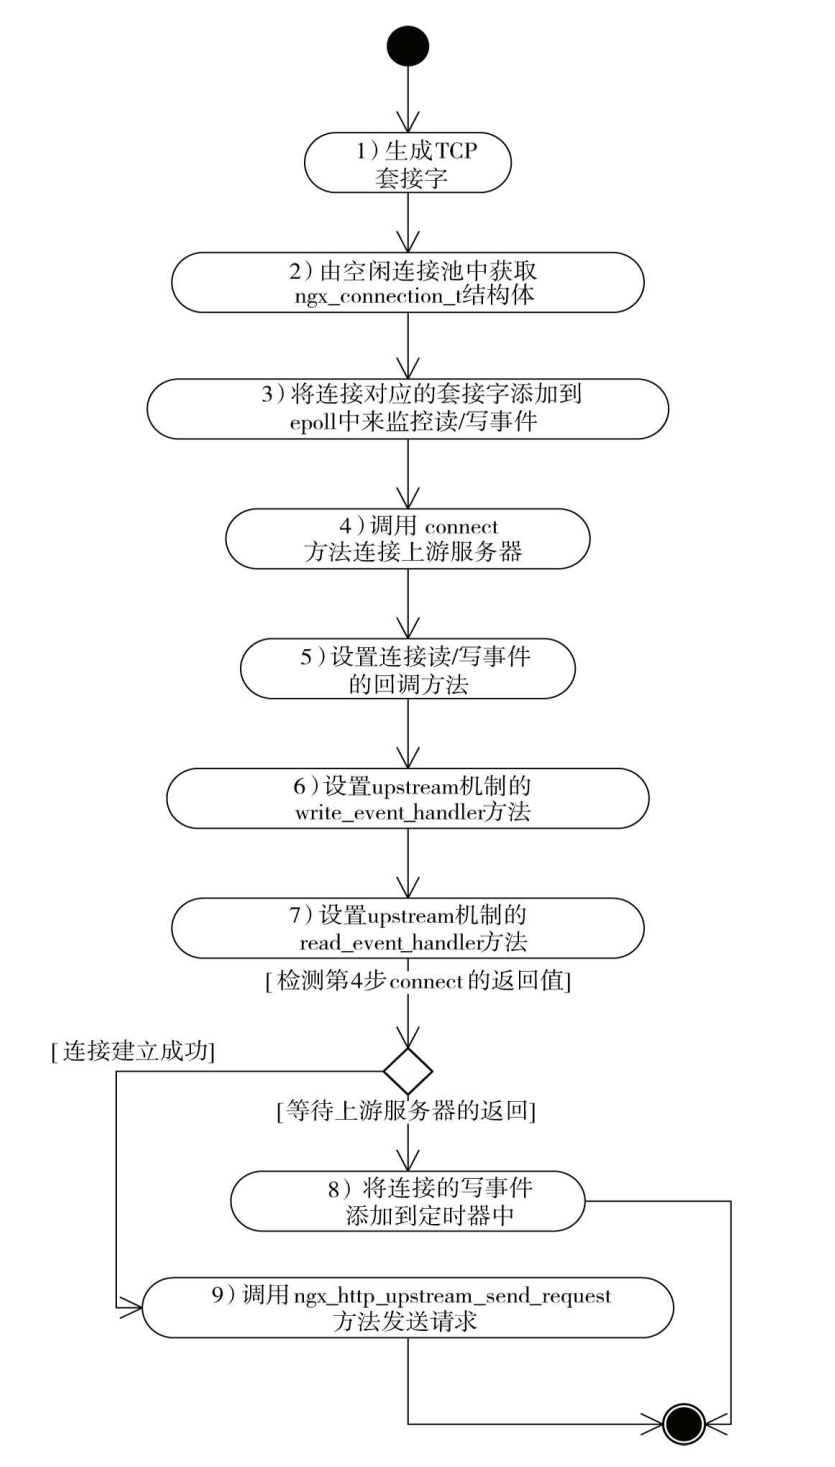 1)生成TCP
套接字
2)由空闲连接池中获取
ngx_connection_t结构体
3)将连接对应的套接字添加到
epoll中来监控读/写事件
4)调用 connect
方法连接上游服务器
5)设置连接读/写事件
的回调方法
6)设置upstream机制的
write_event_handler方法
7)设置upstream机制的
read_event_handler方法
[检测第4步connect的返回值]
[连接建立成功]
[等待上游服务器的返回]
8) 将连接的写事件
添加到定时器中
9)调用ngx_http_upstream_send_request
方法发送请求